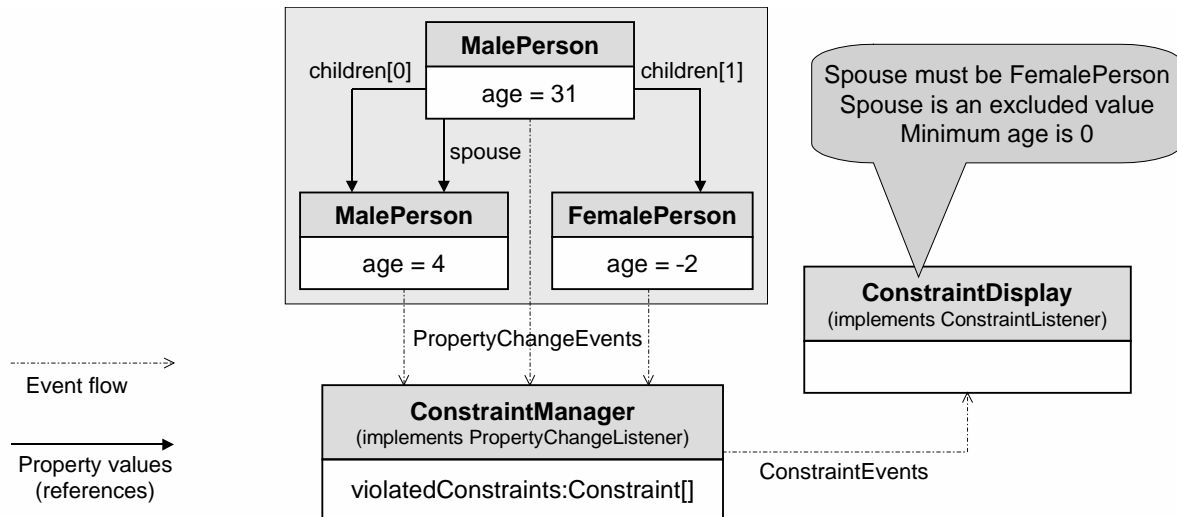 MalePerson
age = 31
children[0]
children[1]
spouse
MalePerson
age = 4
FemalePerson
age = -2
Spouse must be FemalePerson
Spouse is an excluded value
Minimum age is 0
ConstraintDisplay
(implements ConstraintListener)
PropertyChangeEvents
Event flow
Property values
(references)
ConstraintManager
(implements PropertyChangeListener)
violatedConstraints:Constraint[]
ConstraintEvents